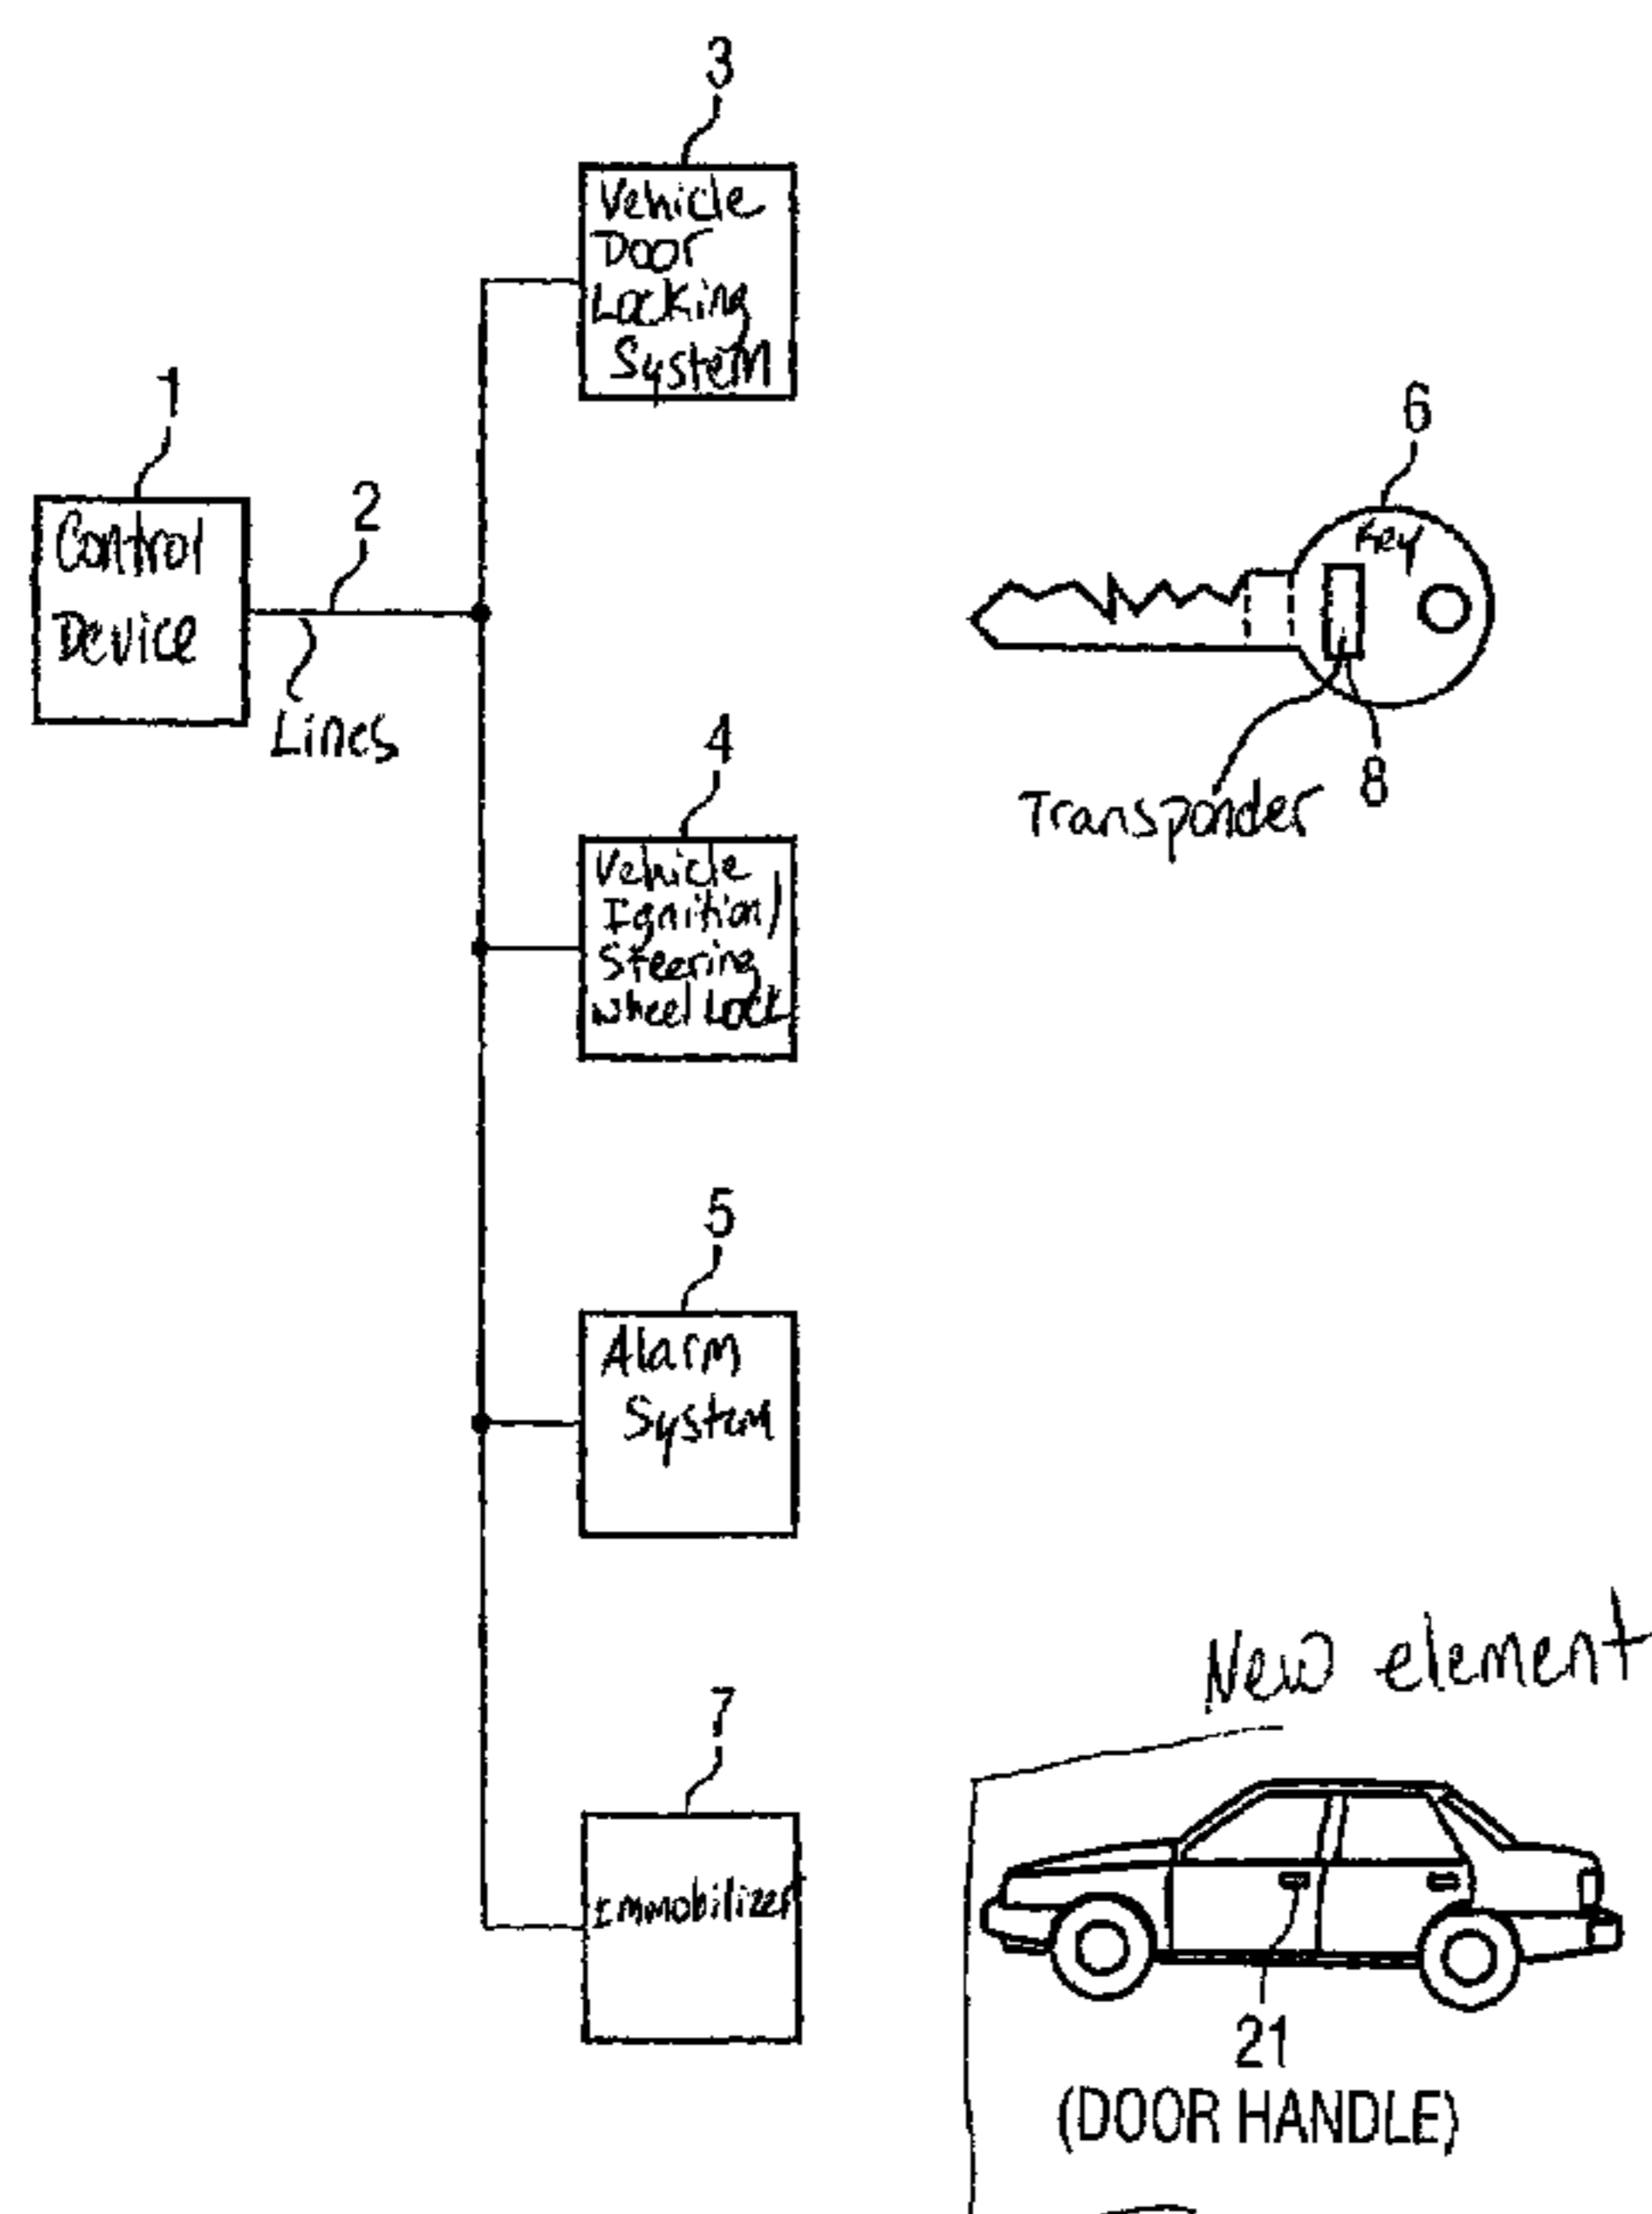 3
Vehicle
Door
Locking
System
1
Control
Device
2
Lines
6
Key
8
Transponder
4
Vehicle
Ignition/
Steering
wheel Lock
5
Alarm
System
7
Immobilizer
New element
21
(DOOR HANDLE)